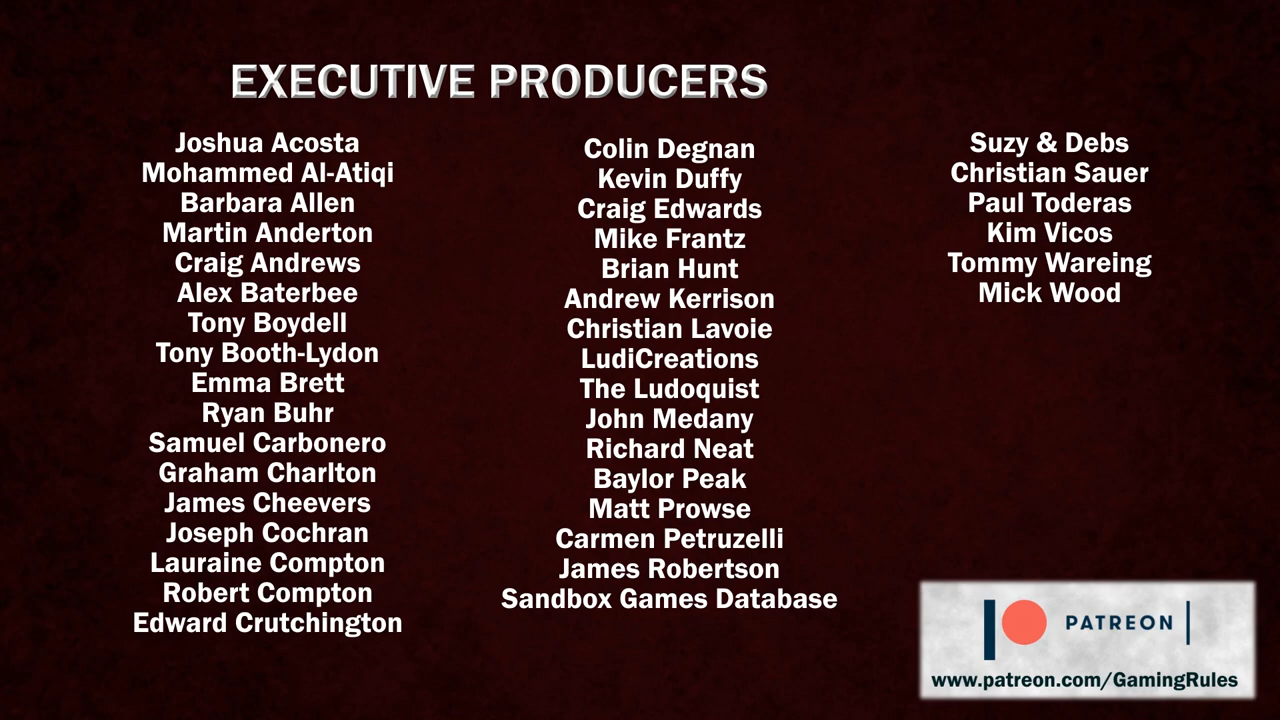 EXECUTIVE PRODUCERS
Joshua Acosta
Mohammed Al-Atiqi
Barbara Allen
Martin Anderton
Craig Andrews
Alex Baterbee
Tony Boydell
Tony Booth-Lydon
Emma Brett
Ryan Buhr
Samuel Carbonero
Graham Charlton
James Cheevers
Joseph Cochran
Lauraine Compton
Robert Compton
Edward Crutchington
Colin Degnan
Kevin Duffy
Craig Edwards
Mike Frantz
Brian Hunt
Andrew Kerrison
Christian Lavoie
LudiCreations
The Ludoquist
John Medany
Richard Neat
Baylor Peak
Matt Prowse
Carmen Petruzelli
James Robertson
Sandbox Games Database
Suzy & Debs
Christian Sauer
Paul Toderas
Kim Vicos
Tommy Wareing
Mick Wood
PATREON
www.patreon.com/GamingRules